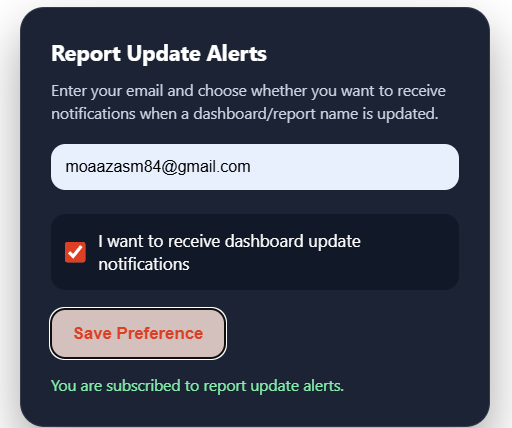 Report Update Alerts
Enter your email and choose whether you want to receive
notifications when a dashboard/report name is updated.
moaazasm84@gmail.com
I want to receive dashboard update
notifications
Save Preference
You are subscribed to report update alerts.